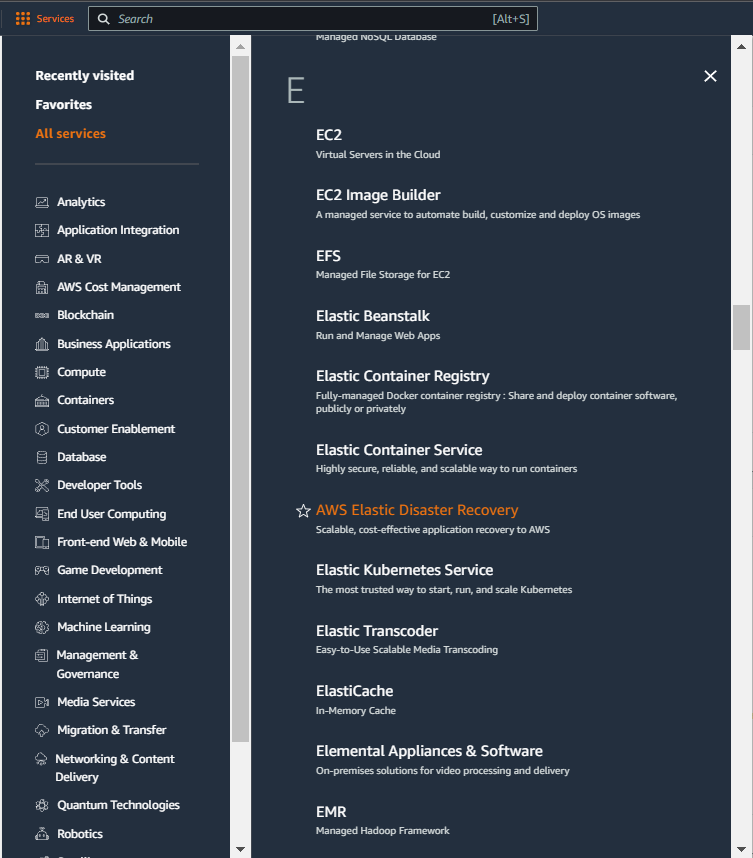 Services
Search
[Alt+S]
Recently visited
Favorites
All services
Analytics
Application Integration
AR & VR
AWS Cost Management
Blockchain
Business Applications
Compute
Containers
Customer Enablement
Database
Developer Tools
End User Computing
Front-end Web & Mobile
Game Development
Internet of Things
Machine Learning
Management &
Governance
Media Services
Migration & Transfer
Networking & Content
Delivery
Quantum Technologies
Robotics
Managed NoSQL Database
E
EC2
Virtual Servers in the Cloud
EC2 Image Builder
A managed service to automate build, customize and deploy OS images
EFS
Managed File Storage for EC2
Elastic Beanstalk
Run and Manage Web Apps
Elastic Container Registry
Fully-managed Docker container registry : Share and deploy container software,
publicly or privately
Elastic Container Service
Highly secure, reliable, and scalable way to run containers
AWS Elastic Disaster Recovery
Scalable, cost-effective application recovery to AWS
Elastic Kubernetes Service
The most trusted way to start, run, and scale Kubernetes
Elastic Transcoder
Easy-to-Use Scalable Media Transcoding
ElastiCache
In-Memory Cache
Elemental Appliances & Software
On-premises solutions for video processing and delivery
EMR
Managed Hadoop Framework